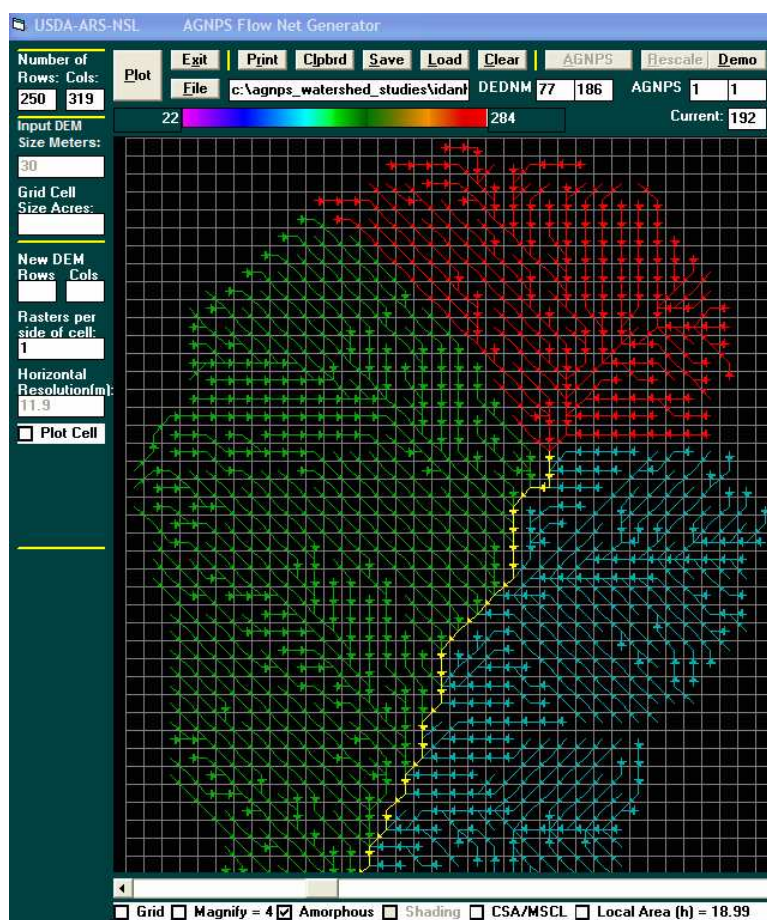 USDA-ARS-NSL AGNPS Flow Net Generator
Number of
Rows: Cols:
250 319
Plot
Exit Print Clpbrd Save Load Clear AGNPS Rescale Demo
File c:\agnps_watershed_studies\idanh DEDNM 77 186 AGNPS 1 1
22 284 Current: 192
Input DEM
Size Meters:
30
Grid Cell
Size Acres:
New DEM
Rows Cols
Rasters per
side of cell:
1
Horizontal
Resolution(m):
11.9
Plot Cell
Grid Magnify = 4 Amorphous Shading CSA/MSCL Local Area (h) = 18.99